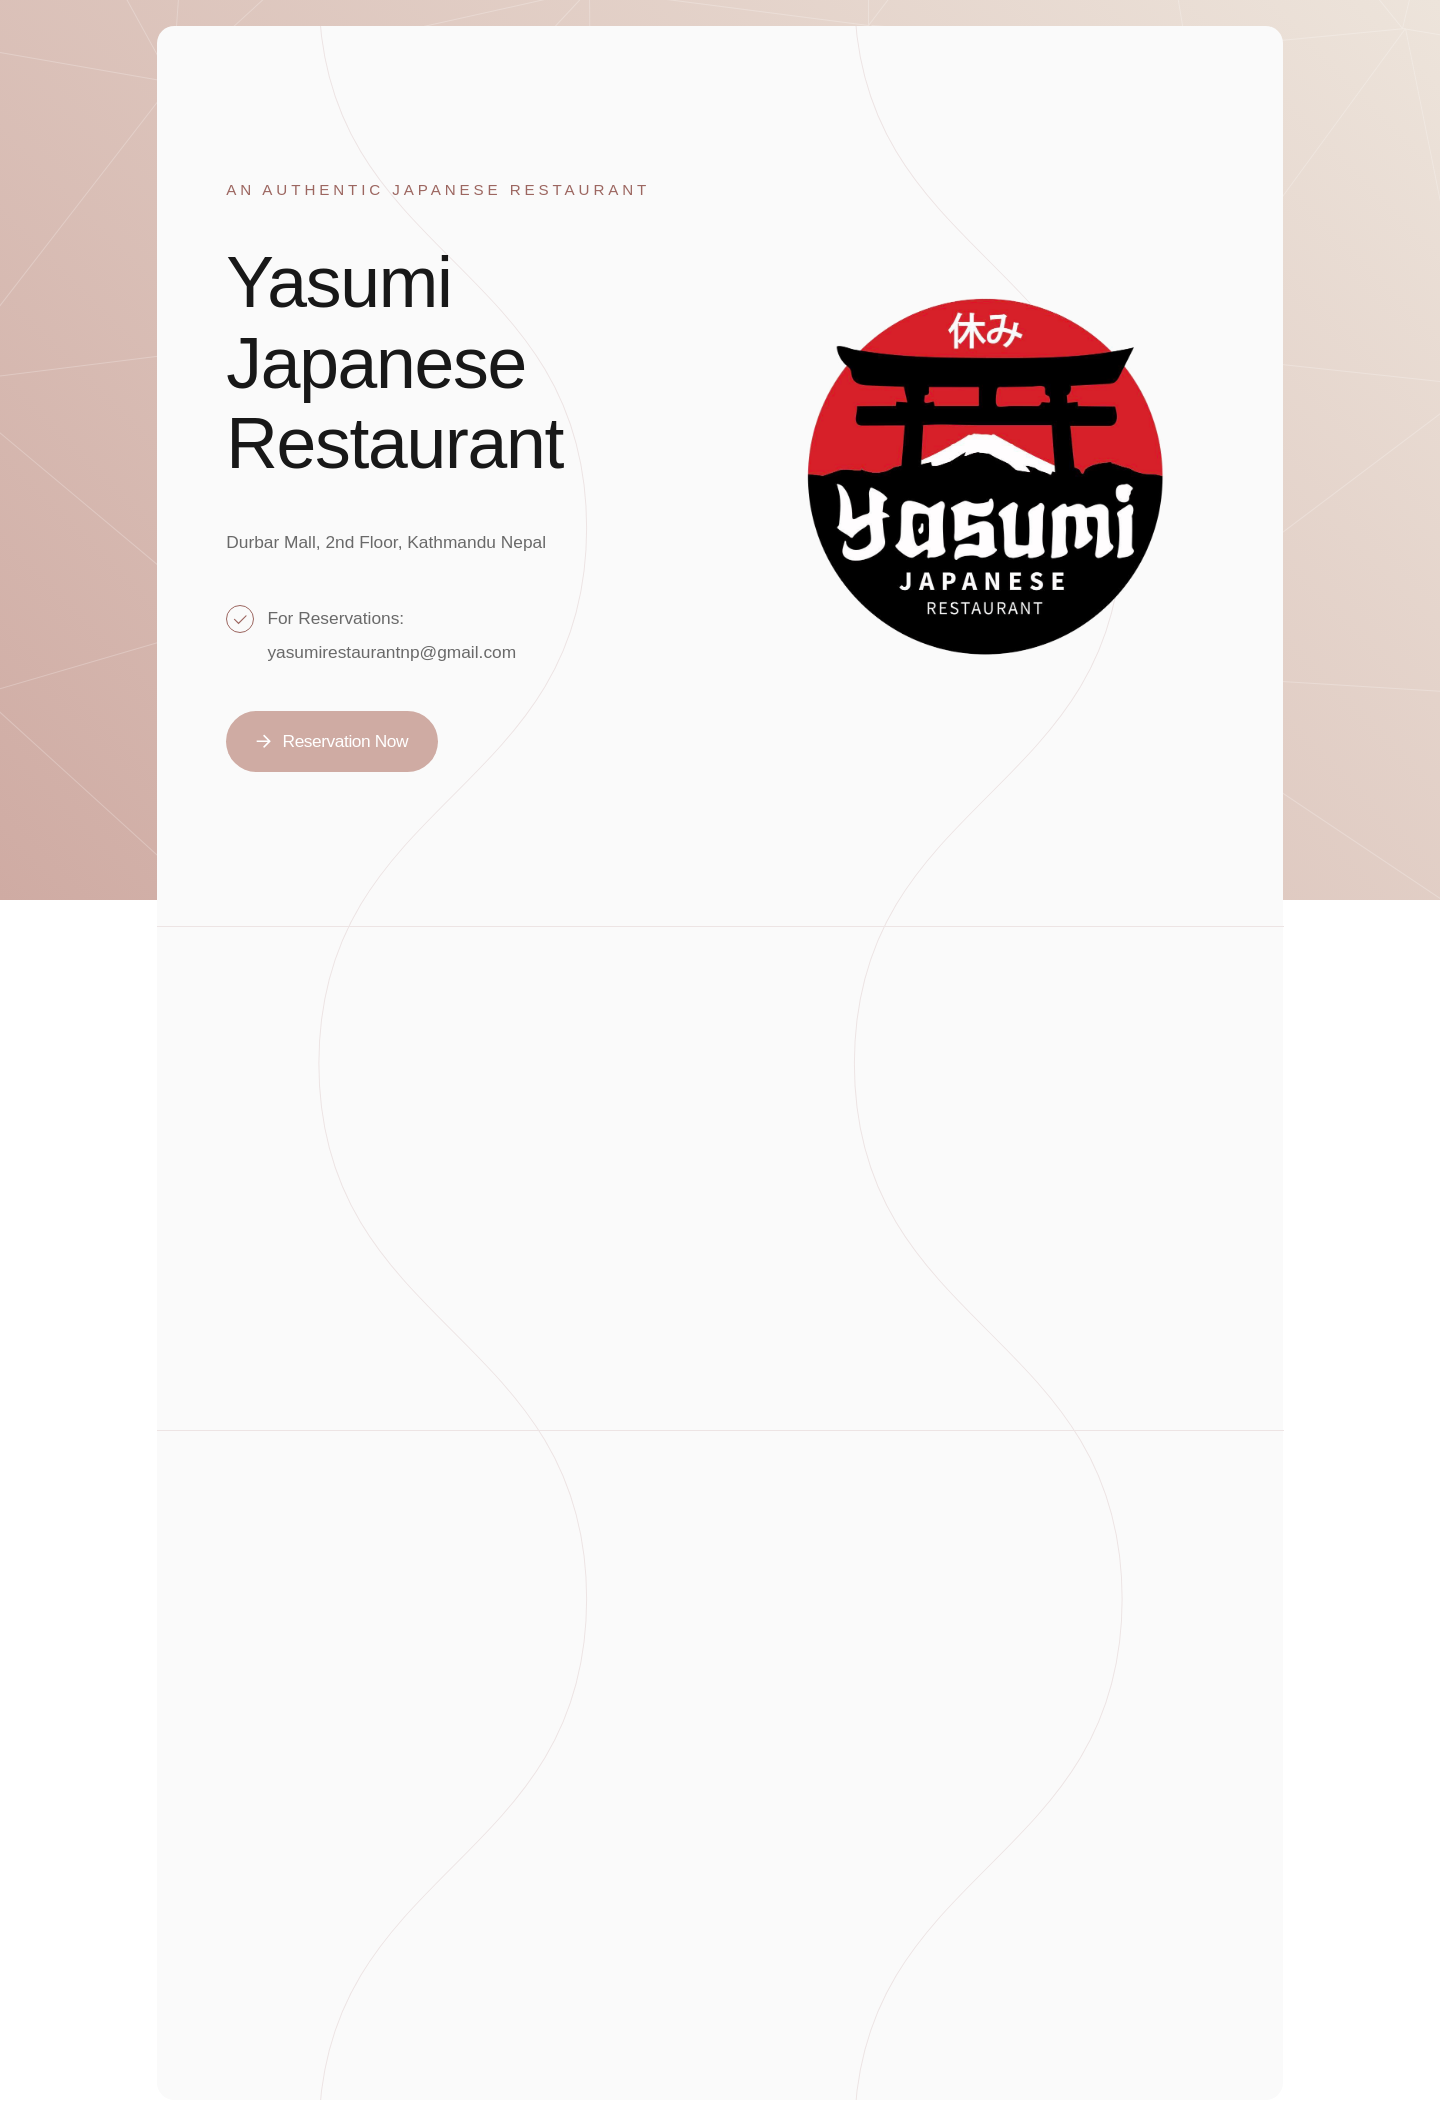 AN AUTHENTIC JAPANESE RESTAURANT
Yasumi
Japanese
Restaurant
Durbar Mall, 2nd Floor, Kathmandu Nepal
For Reservations:
yasumirestaurantnp@gmail.com
Reservation Now
休み
Yasumi
JAPANESE
RESTAURANT